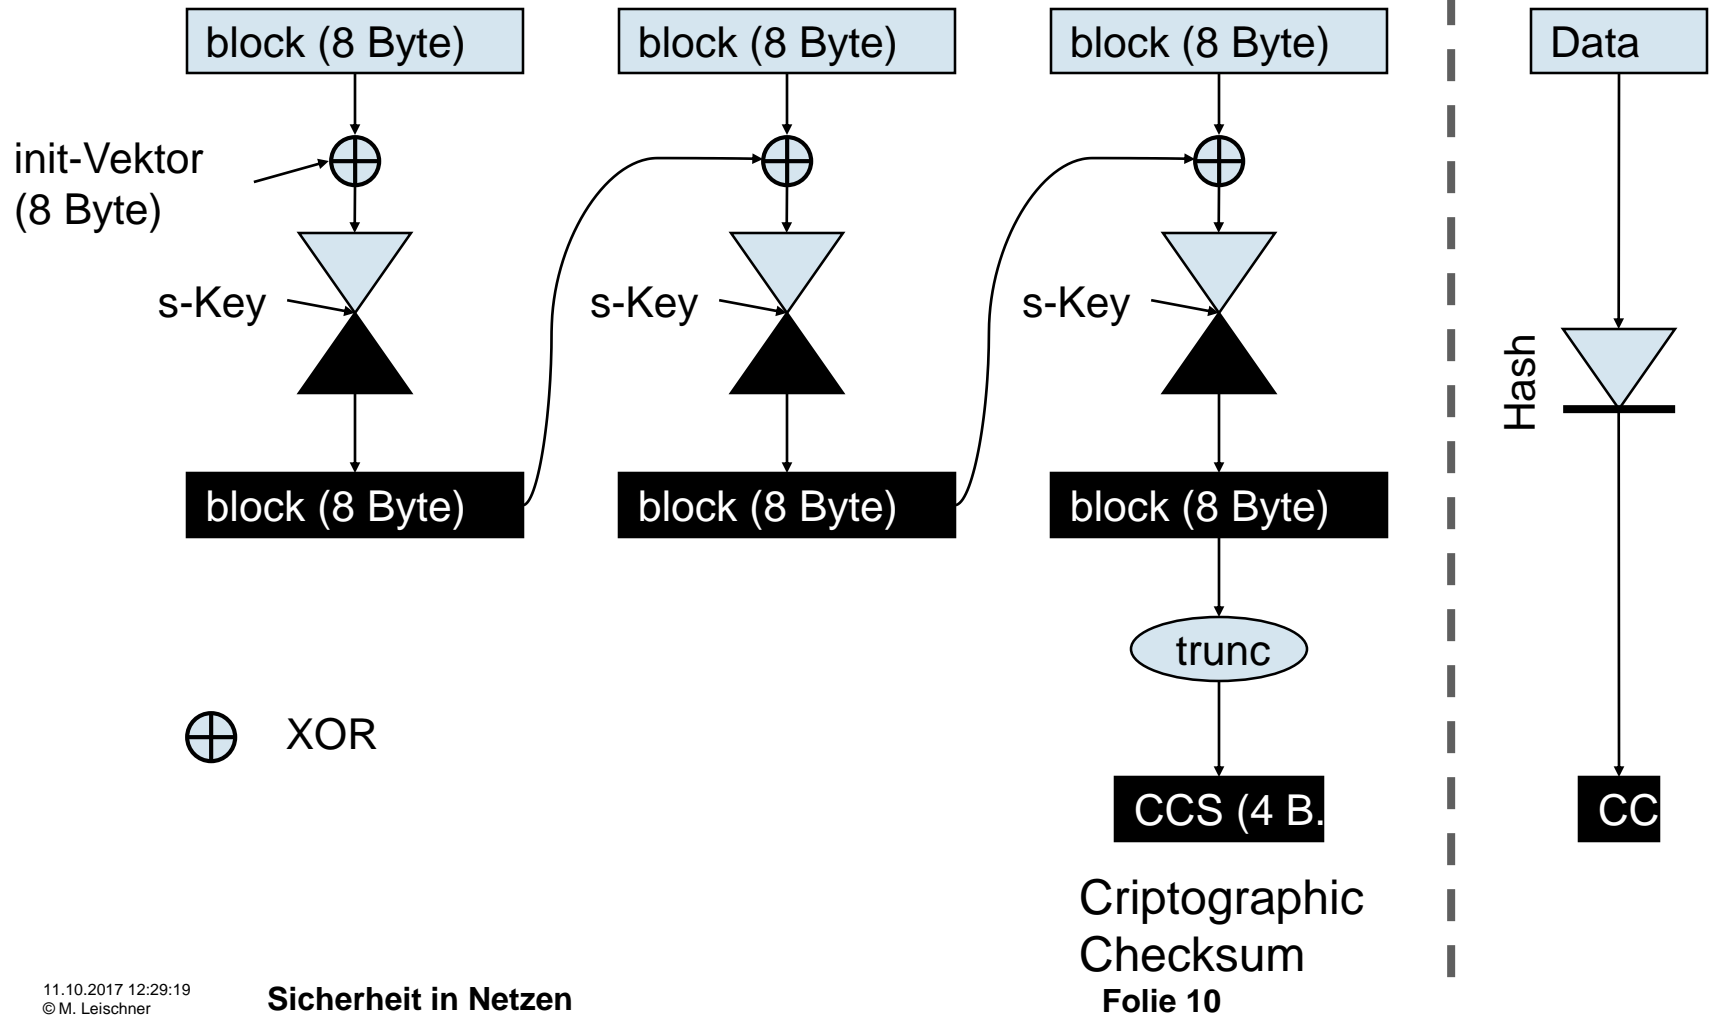 block (8 Byte)
block (8 Byte)
block (8 Byte)
Data
init-Vektor
(8 Byte)
s-Key
s-Key
s-Key
Hash
block (8 Byte)
block (8 Byte)
block (8 Byte)
trunc
XOR
CCS (4 B.
CC
Criptographic
Checksum
11.10.2017 12:29:19
© M. Leischner
Sicherheit in Netzen
Folie 10